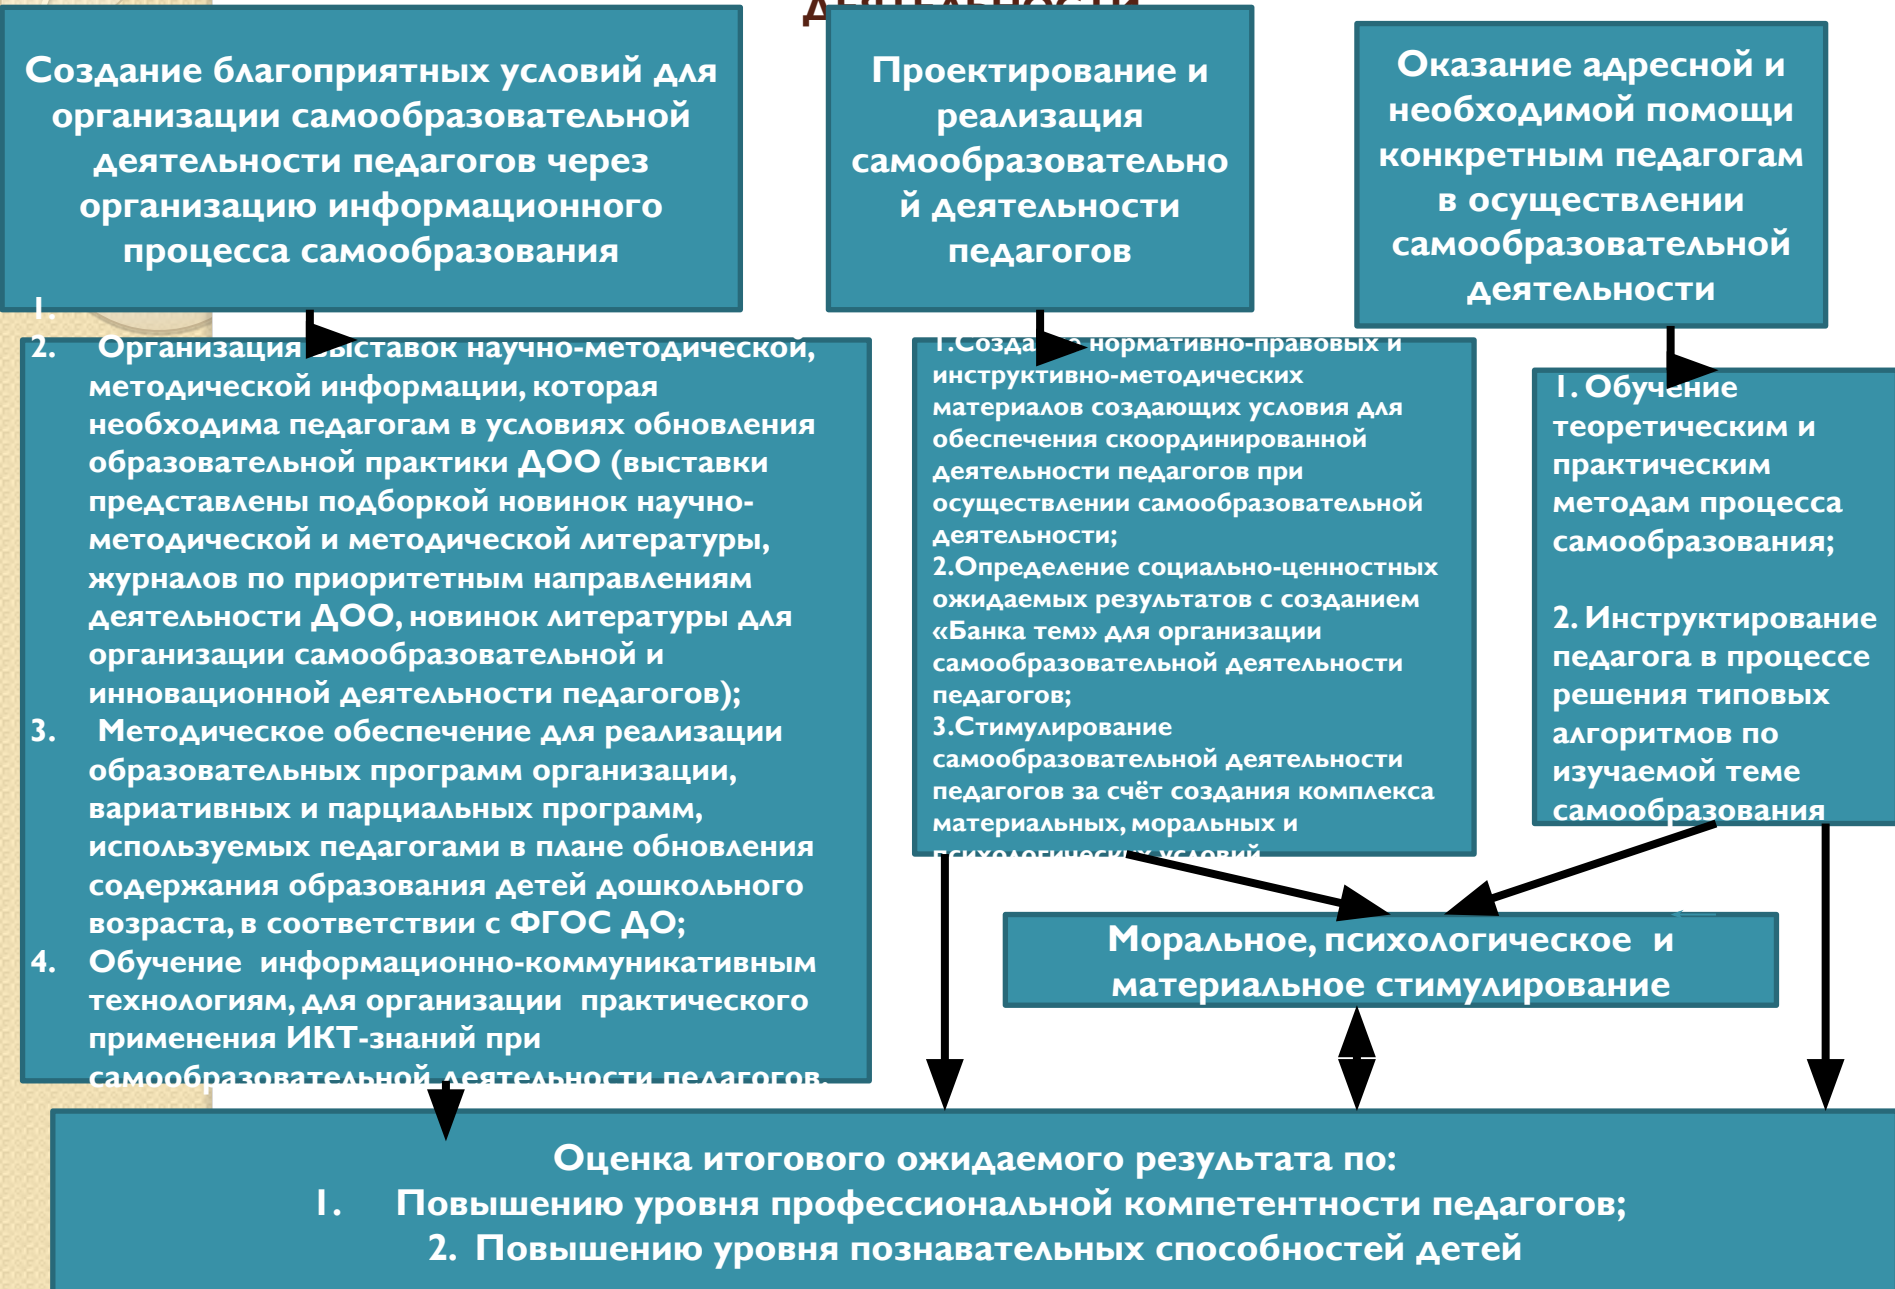 ДЕЯТЕЛЬНОСТИ
Создание благоприятных условий для
организации самообразовательной
деятельности педагогов через
организацию информационного
процесса самообразования
Проектирование и
реализация
самообразовательно
й деятельности
педагогов
Оказание адресной и
необходимой помощи
конкретным педагогам
в осуществлении
самообразовательной
деятельности
1.
2. Организация выставок научно-методической,
методической информации, которая
необходима педагогам в условиях обновления
образовательной практики ДОО (выставки
представлены подборкой новинок научно-
методической и методической литературы,
журналов по приоритетным направлениям
деятельности ДОО, новинок литературы для
организации самообразовательной и
инновационной деятельности педагогов);
3. Методическое обеспечение для реализации
образовательных программ организации,
вариативных и парциальных программ,
используемых педагогами в плане обновления
содержания образования детей дошкольного
возраста, в соответствии с ФГОС ДО;
4. Обучение информационно-коммуникативным
технологиям, для организации практического
применения ИКТ-знаний при
самообразовательной деятельности педагогов.
1.Создание нормативно-правовых и
инструктивно-методических
материалов создающих условия для
обеспечения скоординированной
деятельности педагогов при
осуществлении самообразовательной
деятельности;
2.Определение социально-ценностных
ожидаемых результатов с созданием
«Банка тем» для организации
самообразовательной деятельности
педагогов;
3.Стимулирование
самообразовательной деятельности
педагогов за счёт создания комплекса
материальных, моральных и
психологических условий
1. Обучение
теоретическим и
практическим
методам процесса
самообразования;
2. Инструктирование
педагога в процессе
решения типовых
алгоритмов по
изучаемой теме
самообразования
Моральное, психологическое и
материальное стимулирование
Оценка итогового ожидаемого результата по:
1. Повышению уровня профессиональной компетентности педагогов;
2. Повышению уровня познавательных способностей детей